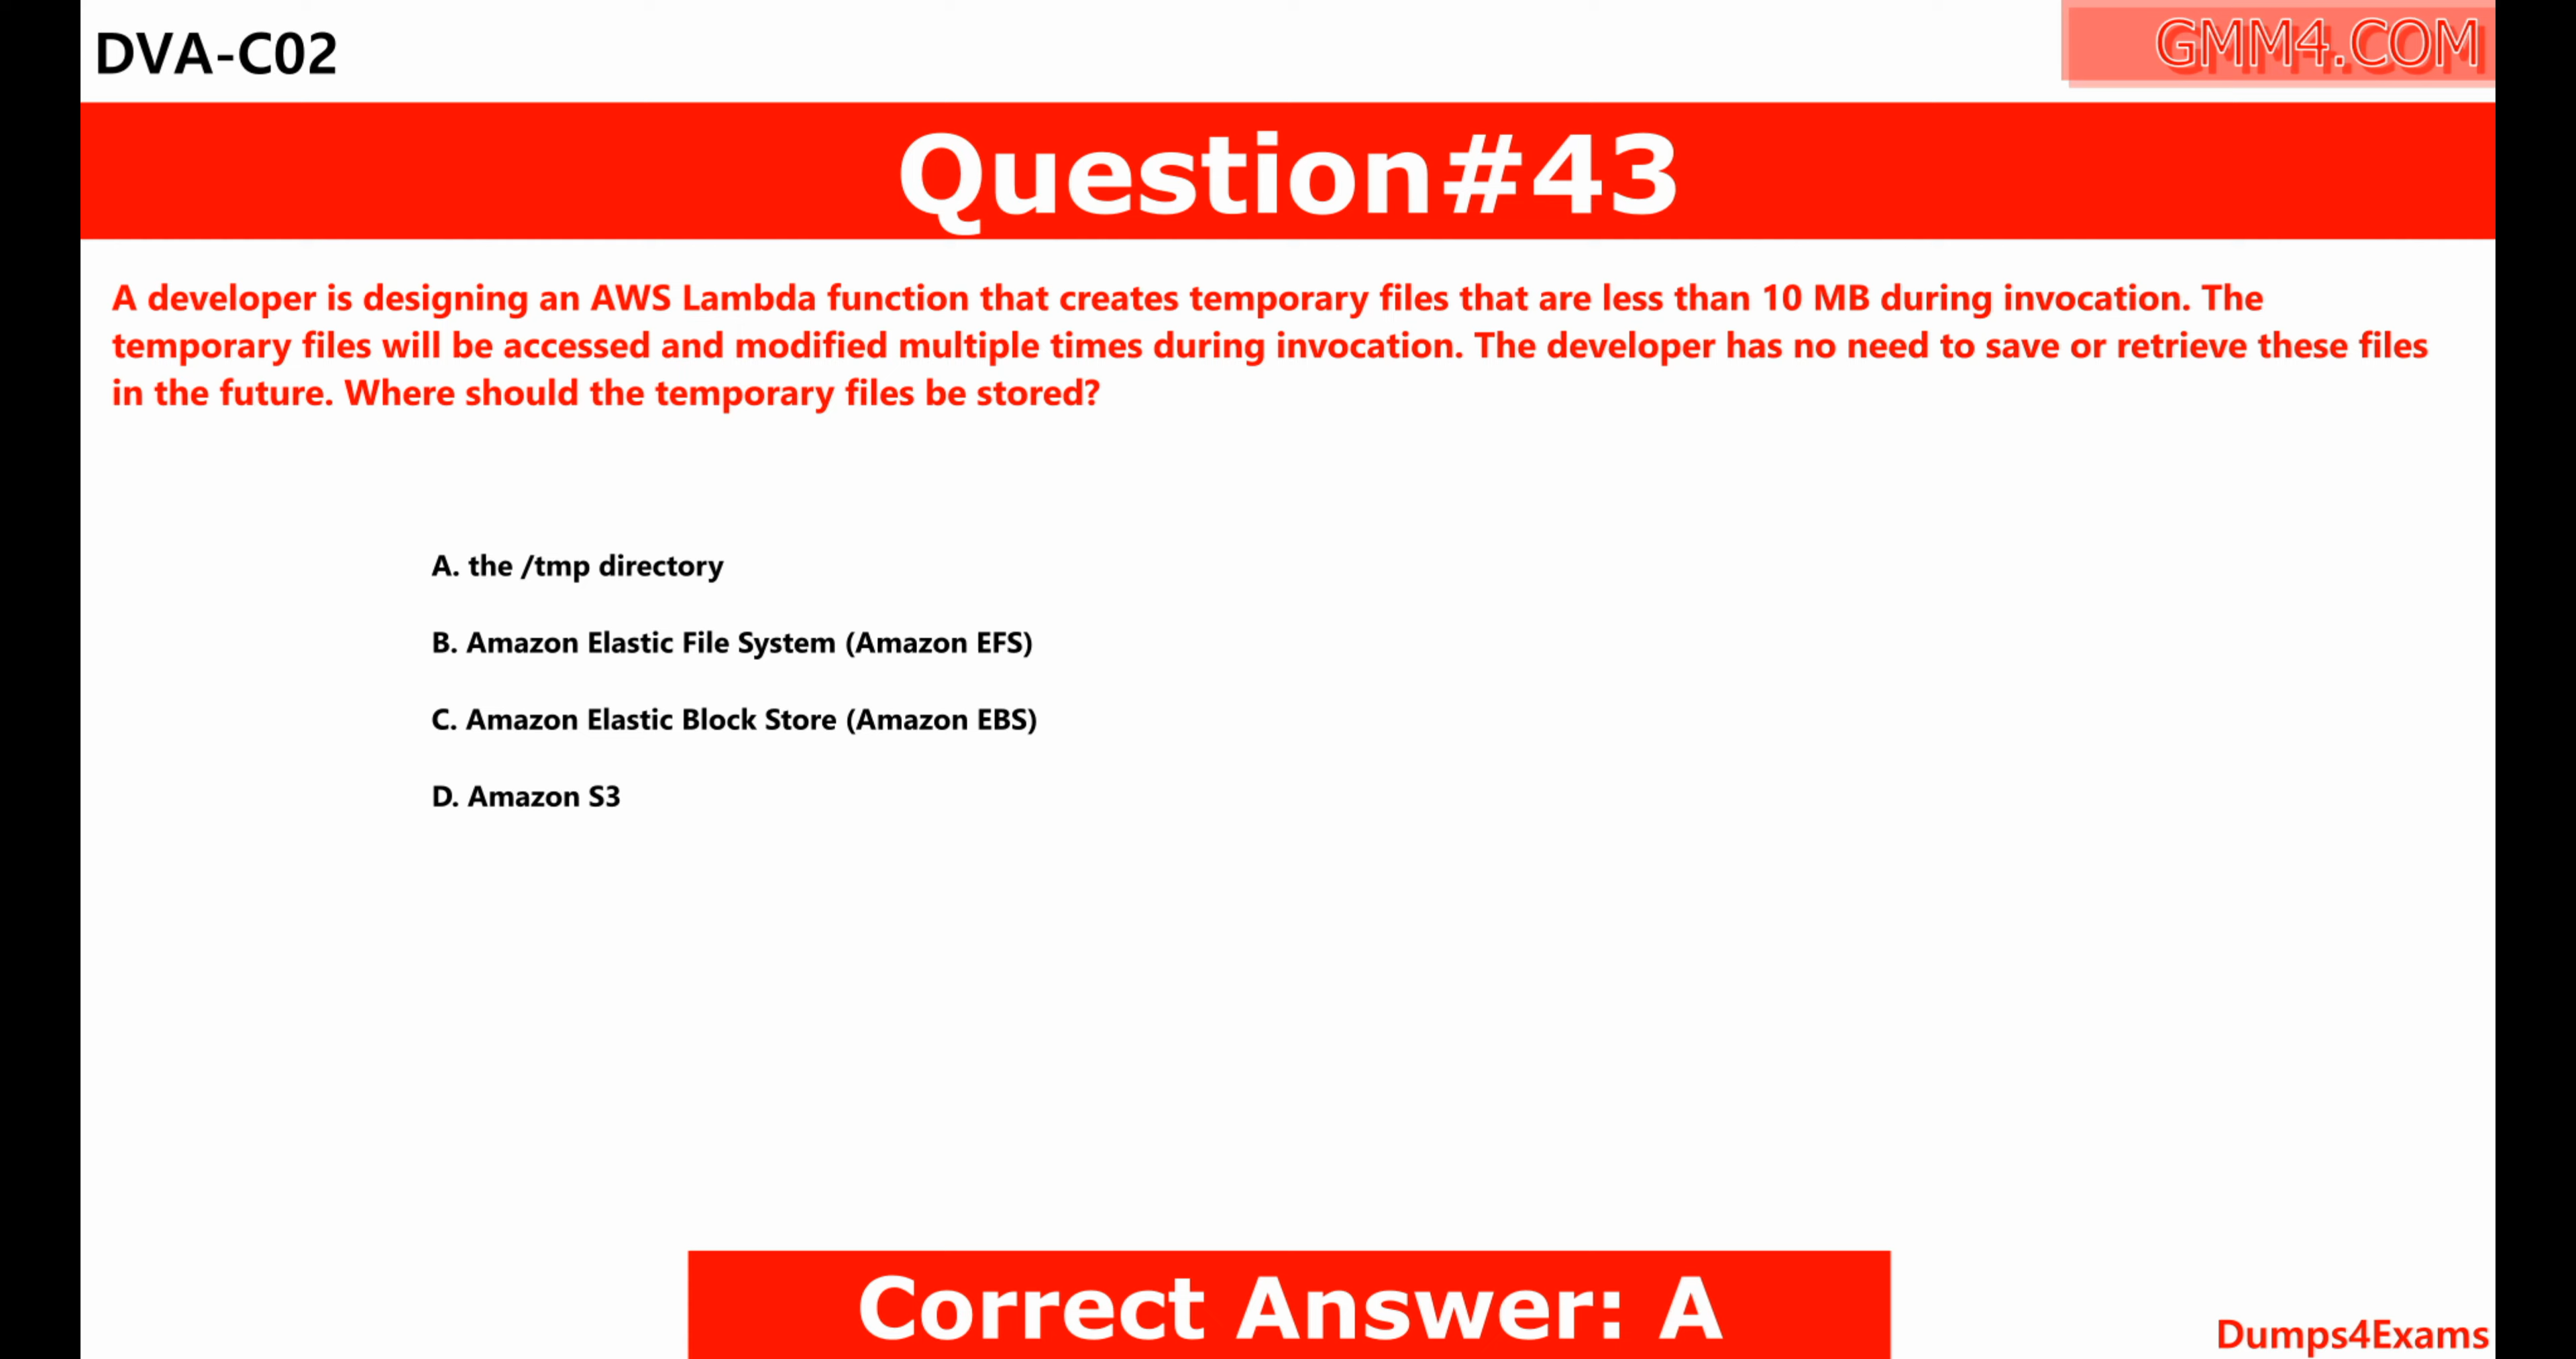 DVA-C02
GMM4.COM
Question#43
A developer is designing an AWS Lambda function that creates temporary files that are less than 10 MB during invocation. The
temporary files will be accessed and modified multiple times during invocation. The developer has no need to save or retrieve these files
in the future. Where should the temporary files be stored?
A. the /tmp directory
B. Amazon Elastic File System (Amazon EFS)
C. Amazon Elastic Block Store (Amazon EBS)
D. Amazon S3
Correct Answer: A
Dumps4Exams